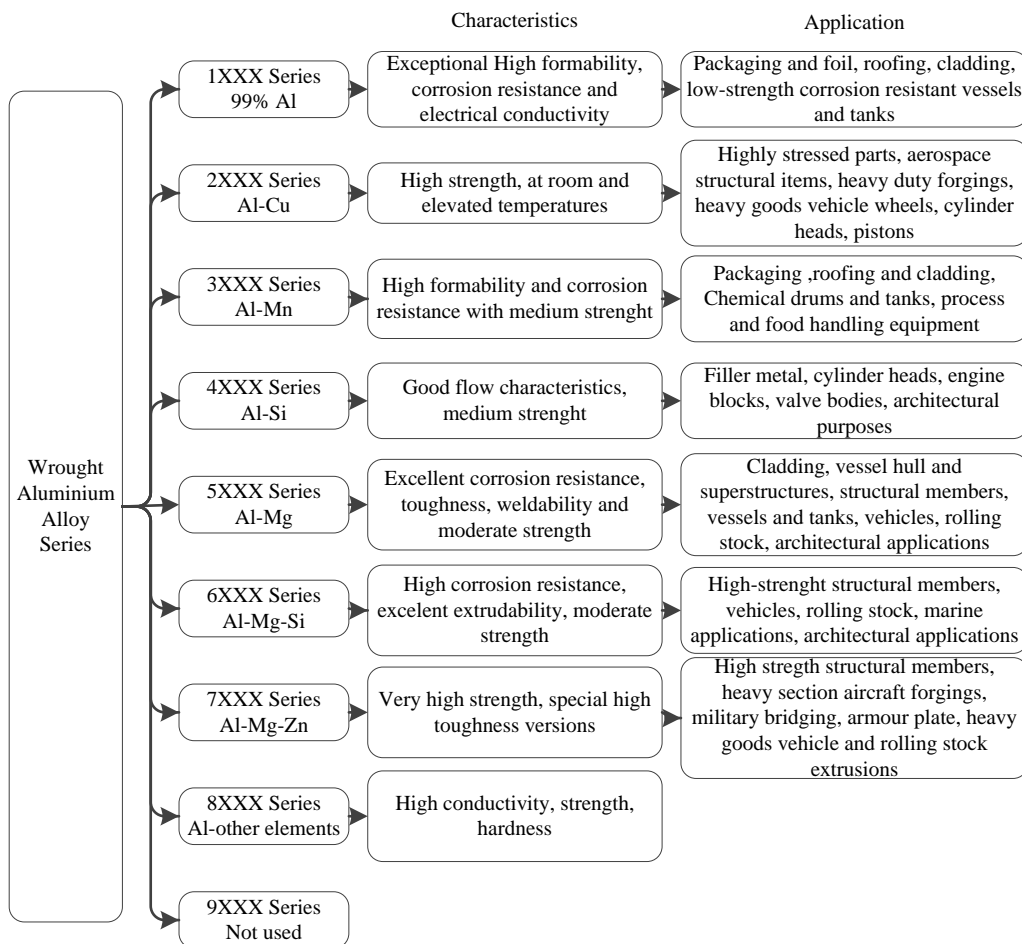 Characteristics
Application
Wrought
Aluminium
Alloy
Series
1XXX Series
99% Al
Exceptional High formability,
corrosion resistance and
electrical conductivity
Packaging and foil, roofing, cladding,
low-strength corrosion resistant vessels
and tanks
2XXX Series
Al-Cu
High strength, at room and
elevated temperatures
Highly stressed parts, aerospace
structural items, heavy duty forgings,
heavy goods vehicle wheels, cylinder
heads, pistons
3XXX Series
Al-Mn
High formability and corrosion
resistance with medium strenght
Packaging ,roofing and cladding,
Chemical drums and tanks, process
and food handling equipment
4XXX Series
Al-Si
Good flow characteristics,
medium strenght
Filler metal, cylinder heads, engine
blocks, valve bodies, architectural
purposes
5XXX Series
Al-Mg
Excellent corrosion resistance,
toughness, weldability and
moderate strength
Cladding, vessel hull and
superstructures, structural members,
vessels and tanks, vehicles, rolling
stock, architectural applications
6XXX Series
Al-Mg-Si
High corrosion resistance,
excelent extrudability, moderate
strength
High-strenght structural members,
vehicles, rolling stock, marine
applications, architectural applications
7XXX Series
Al-Mg-Zn
Very high strength, special high
toughness versions
High stregth structural members,
heavy section aircraft forgings,
military bridging, armour plate, heavy
goods vehicle and rolling stock
extrusions
8XXX Series
Al-other elements
High conductivity, strength,
hardness
9XXX Series
Not used